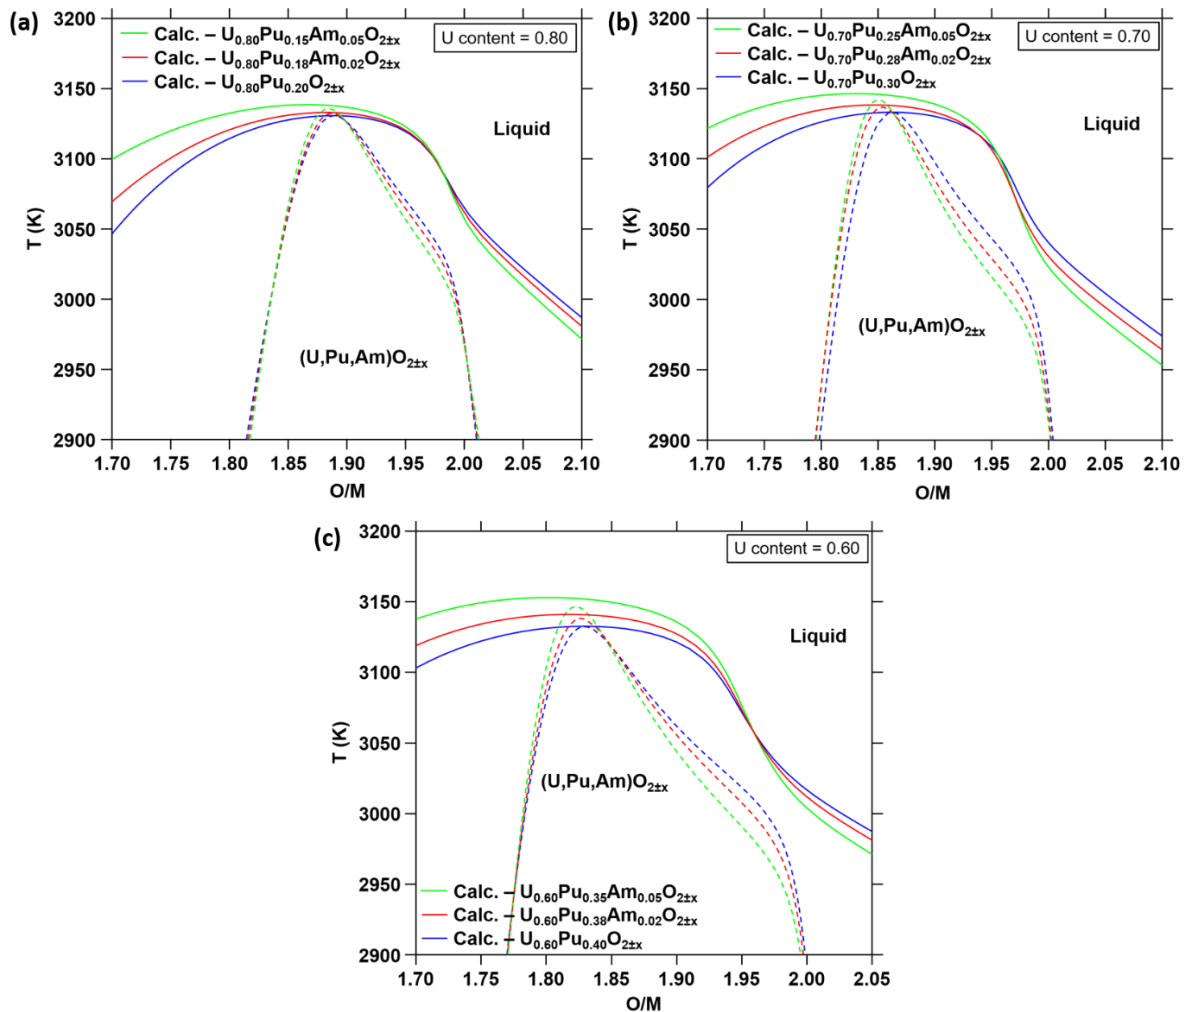 (a)
3200
3150
3100
3050
3000
2950
2900
T (K)
Calc. – U0.80Pu0.15Am0.05O2±x
Calc. – U0.80Pu0.18Am0.02O2±x
Calc. – U0.80Pu0.20O2±x
U content = 0.80
Liquid
(U,Pu,Am)O2±x
1.70 1.75 1.80 1.85 1.90 1.95 2.00 2.05 2.10
O/M
(b)
3200
3150
3100
3050
3000
2950
2900
T (K)
Calc. – U0.70Pu0.25Am0.05O2±x
Calc. – U0.70Pu0.28Am0.02O2±x
Calc. – U0.70Pu0.30O2±x
U content = 0.70
Liquid
(U,Pu,Am)O2±x
1.70 1.75 1.80 1.85 1.90 1.95 2.00 2.05 2.10
O/M
(c)
3200
3150
3100
3050
3000
2950
2900
T (K)
U content = 0.60
Liquid
(U,Pu,Am)O2±x
Calc. – U0.60Pu0.35Am0.05O2±x
Calc. – U0.60Pu0.38Am0.02O2±x
Calc. – U0.60Pu0.40O2±x
1.70 1.75 1.80 1.85 1.90 1.95 2.00 2.05
O/M